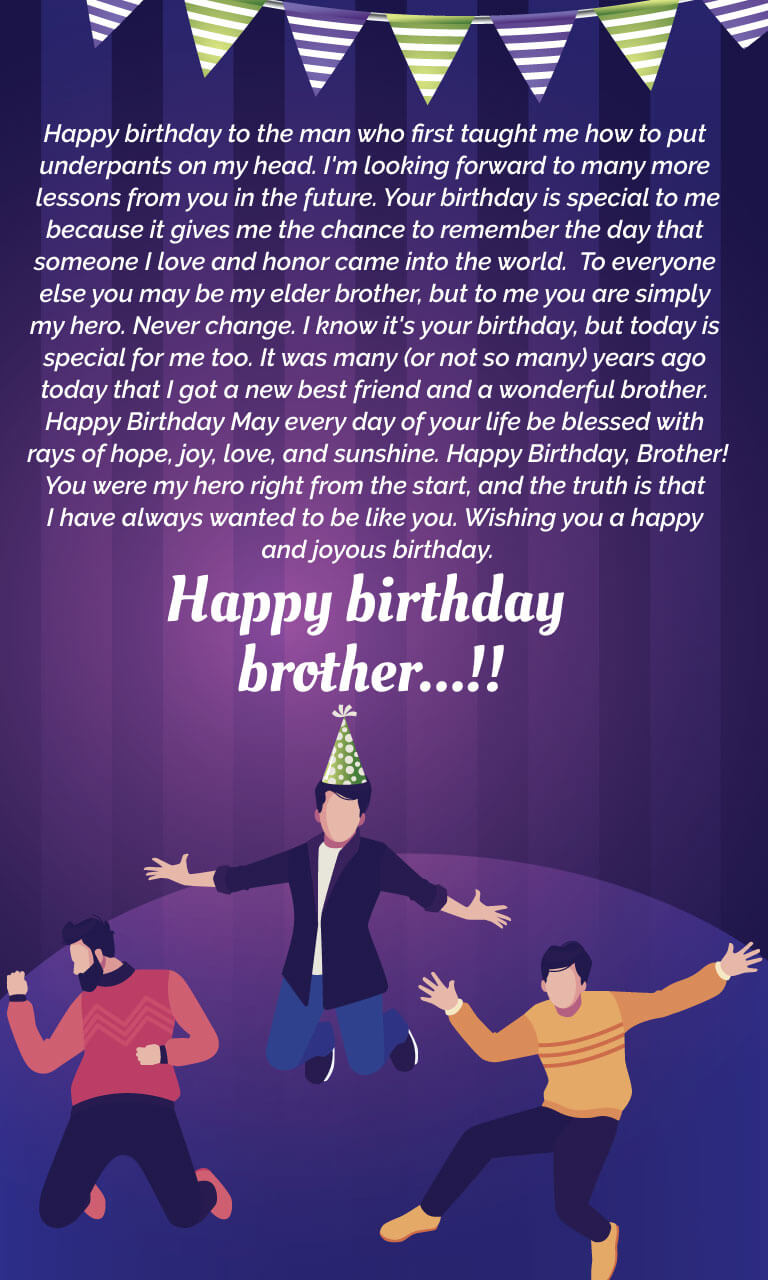 Happy birthday to the man who first taught me how to put
underpants on my head. I'm looking forward to many more
lessons from you in the future. Your birthday is special to me
because it gives me the chance to remember the day that
someone I love and honor came into the world.  To everyone
else you may be my elder brother, but to me you are simply
my hero. Never change. I know it's your birthday, but today is
special for me too. It was many (or not so many) years ago
today that I got a new best friend and a wonderful brother.
Happy Birthday May every day of your life be blessed with
rays of hope, joy, love, and sunshine. Happy Birthday, Brother!
You were my hero right from the start, and the truth is that
I have always wanted to be like you. Wishing you a happy
and joyous birthday.
Happy birthday
brother...!!